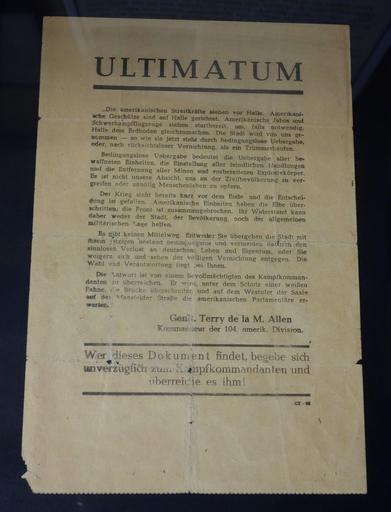 ULTIMATUM
„Die amerikanischen Streitkräfte stehen vor Halle. Amerikani-
sche Geschütze sind auf Halle gerichtet. Amerikanische Jabos und
Schwerkampfflugzeuge stehen startbereit, um, falls notwendig,
Halle dem Erdboden gleichzumachen. Die Stadt wird von uns ge-
nommen — so wie sie jetzt steht durch bedingungslose Uebergabe,
oder, nach rücksichtsloser Vernichtung, als ein Trümmerhaufen.
Bedingungslose Uebergabe bedeutet die Uebergabe aller be-
waffneten Einheiten, die Einstellung aller feindlichen Handlungen
und die Entfernung aller Minen und vorbereiteten Explosivkörper.
Es ist nicht unsere Absicht, uns an der Zivilbevölkerung zu ver-
greifen oder unnötig Menschenleben zu opfern.
Der Krieg steht bereits kurz vor dem Ende und die Entschei-
dung ist gefallen. Amerikanische Einheiten haben die Elbe über-
schritten; die Front ist zusammengebrochen. Ihr Widerstand kann
daher weder der Stadt, der Bevölkerung, noch der allgemeinen
militärischen Lage helfen.
Es gibt keinen Mittelweg. Entweder Sie übergeben die Stadt mit
ihrem jetzigen bestand bedingungslos und vermeiden dadurch den
sinnlosen Verlust an deutschem Leben und Eigentum, oder Sie
weigern sich und sehen der völligen Vernichtung entgegen. Die
Wahl und Verantwortung liegt bei Ihnen.
Die Antwort ist von einem Bevollmächtigten des Kampfkomman-
danten zu überreichen. Er wird, unter dem Schutz einer weißen
Fahne, die Brücke überschreiten und auf dem Westufer der Saale
auf der Mansfelder Straße die amerikanischen Parlamentäre er-
warten."
Genlt. Terry de la M. Allen
Kommandeur der 104. amerik. Division.
Wer dieses Dokument findet, begebe sich
unverzüglich zum Kampfkommandanten und
überreiche es ihm!